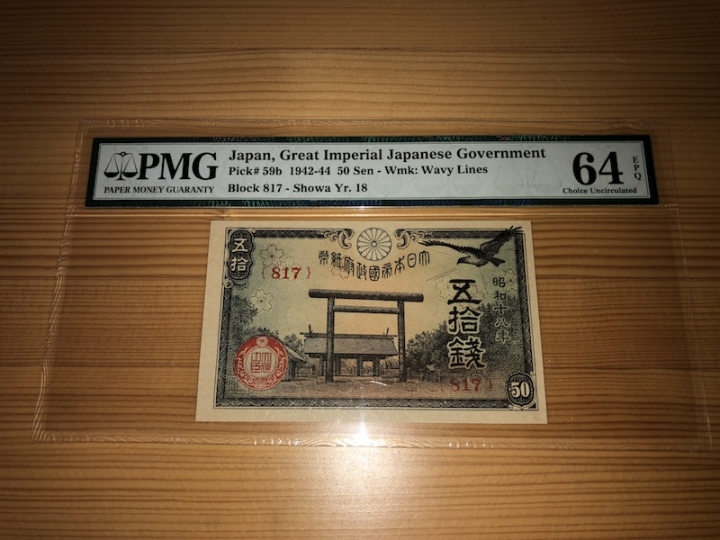 PMG
PAPER MONEY GUARANTY
Japan, Great Imperial Japanese Government
Pick# 59b 1942-44 50 Sen - Wmk: Wavy Lines
Block 817 - Showa Yr. 18
64 EPQ
Choice Uncirculated
五拾
{817}
幣紙府政國帝本日大
五拾錢
昭和十八年
{817}
50